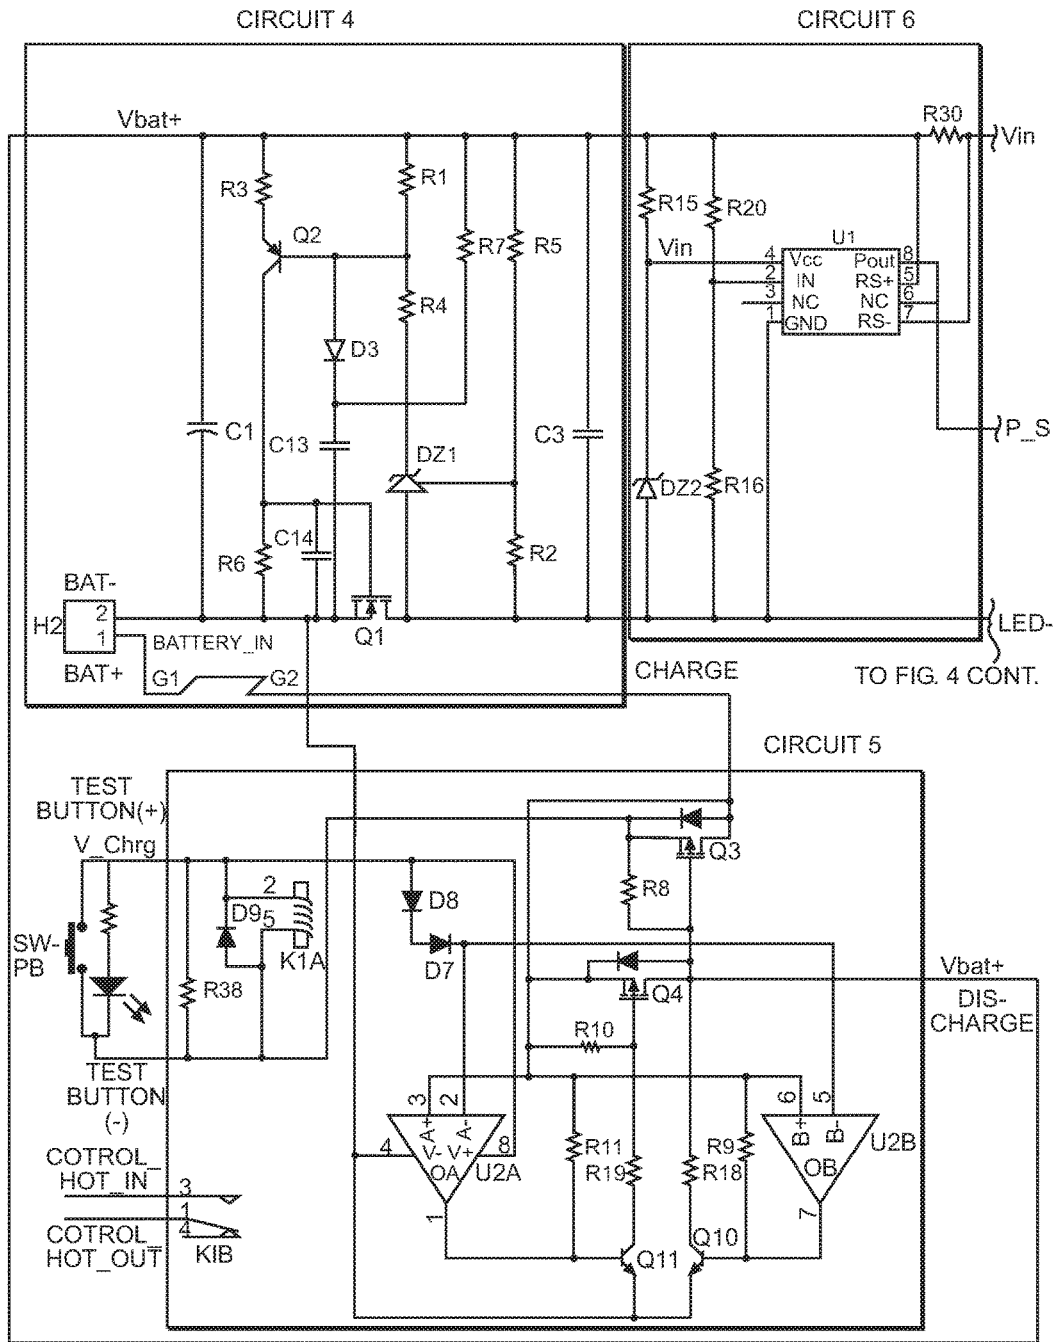 CIRCUIT 4
CIRCUIT 6
Vbat+
R30
Vin
R3
R1
Q2
R7
R5
R15
R20
U1
Vin
4
Vcc
Pout
8
2
IN
RS+
5
3
NC
NC
6
1
GND
RS-
7
R4
D3
C1
C13
DZ1
C3
P_S
DZ2
R16
R6
C14
R2
BAT-
H2
2
1
BATTERY_IN
Q1
LED-
BAT+
G1
G2
CHARGE
TO FIG. 4 CONT.
CIRCUIT 5
TEST
BUTTON(+)
V_Chrg
Q3
2
D9
5
K1A
D8
R8
SW-
PB
D7
R38
Q4
Vbat+
DIS-
CHARGE
R10
TEST
BUTTON
(-)
3
2
A+
A-
4
V-
V+
8
OA
U2A
1
R11
R19
R9
R18
6
5
B+
B-
U2B
OB
7
COTROL_
HOT_IN
3
1
4
COTROL_
HOT_OUT
KIB
Q11
Q10